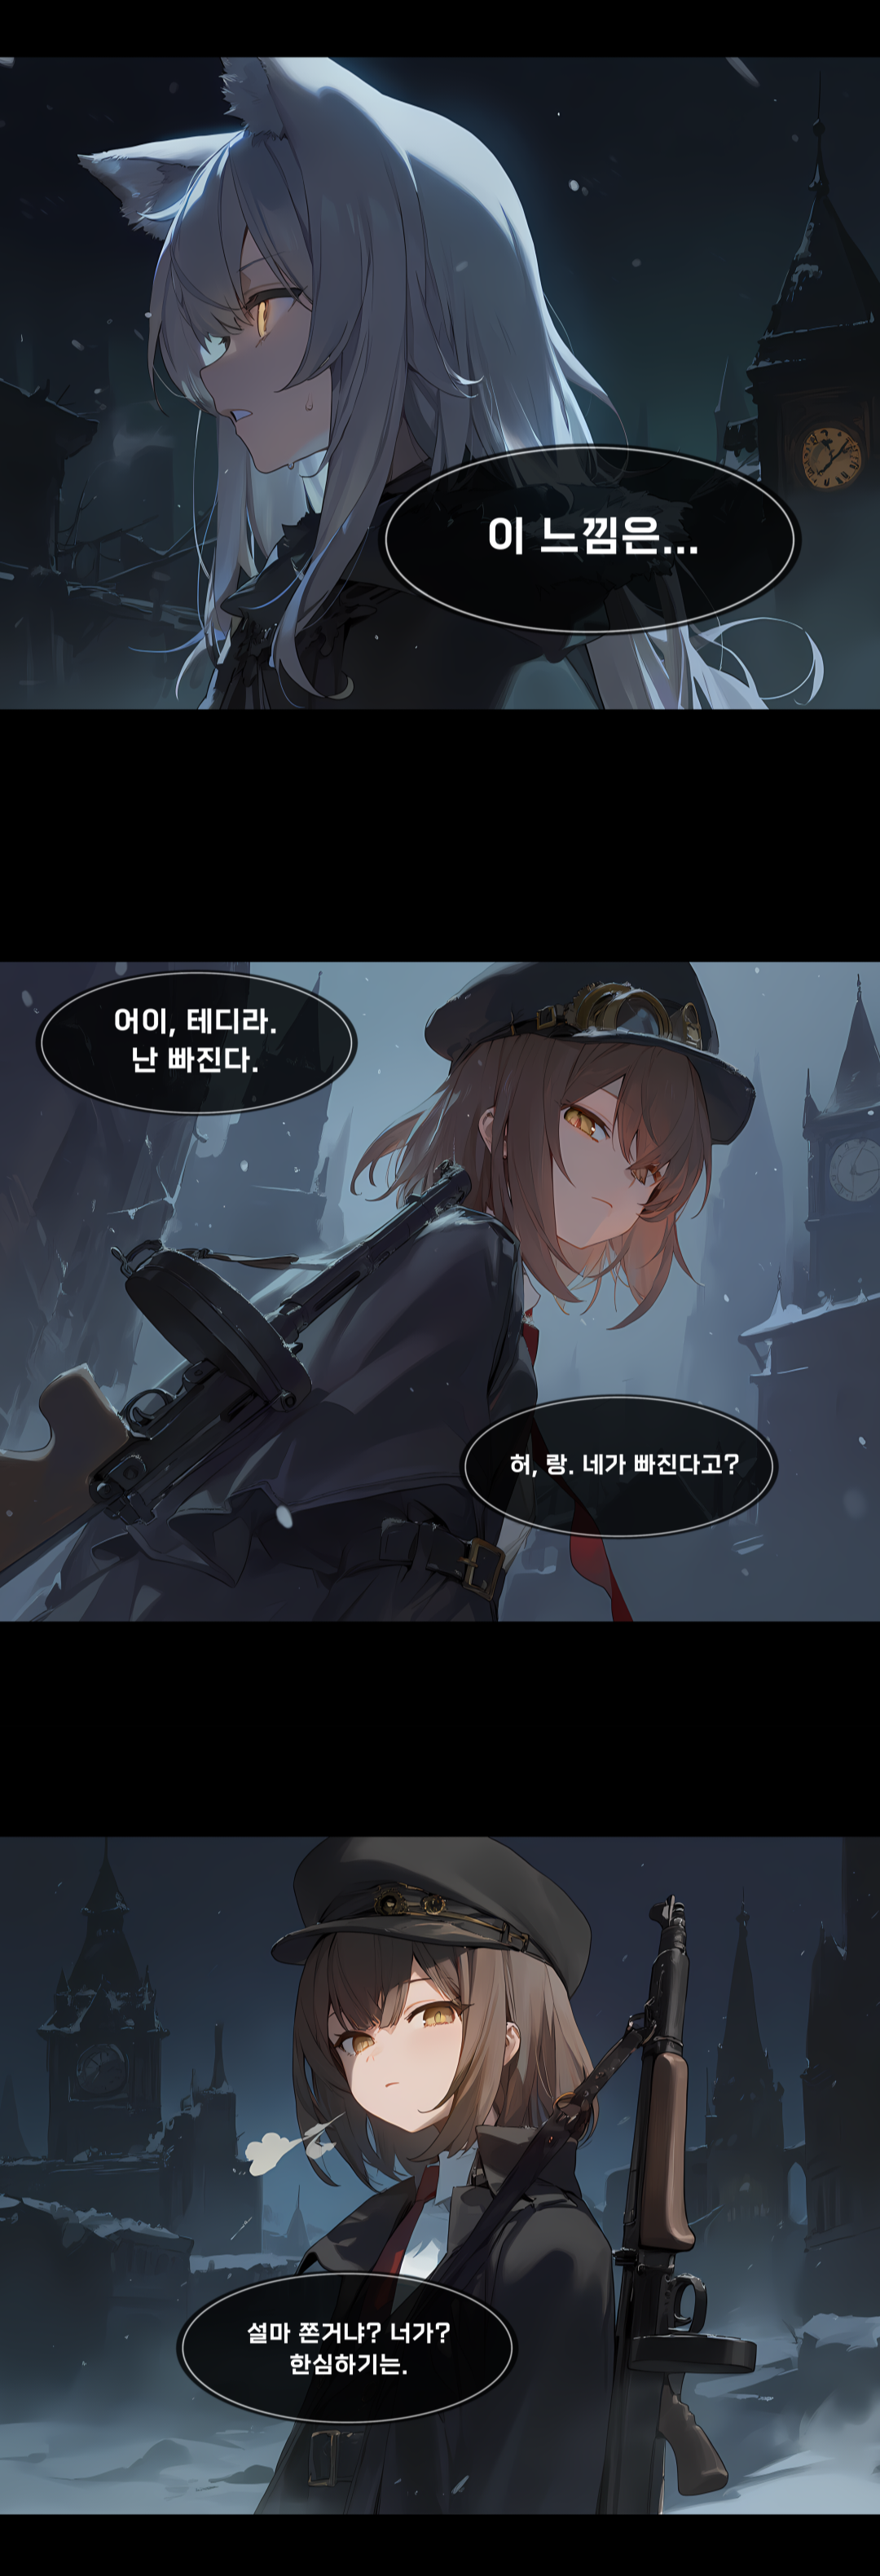 이 느낌은...
어이, 테디라.
난 빠진다.
허, 랑. 네가 빠진다고?
설마 쫀거냐? 너가?
한심하기는.